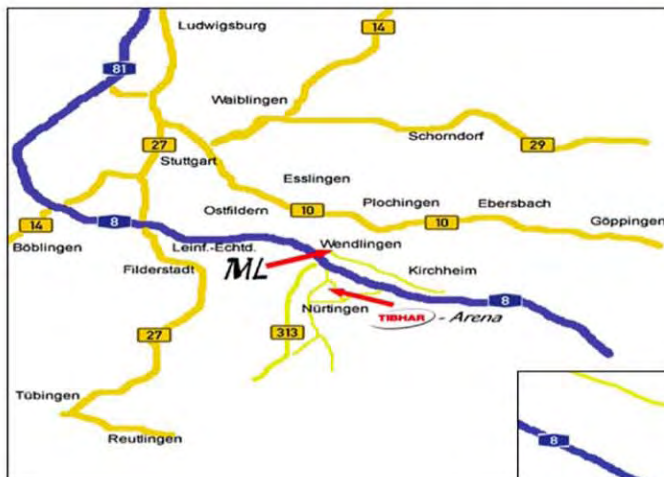 Ludwigsburg
14
81
Waiblingen
Schorndorf
29
27
Stuttgart
Esslingen
Plochingen
Ebersbach
Ostfildern
10
10
Göppingen
14
8
Böblingen
Leinf.-Echtd.
Wendlingen
ML
Kirchheim
Filderstadt
8
Nürtingen
TIBHAR - Arena
27
313
Tübingen
Reutlingen
8